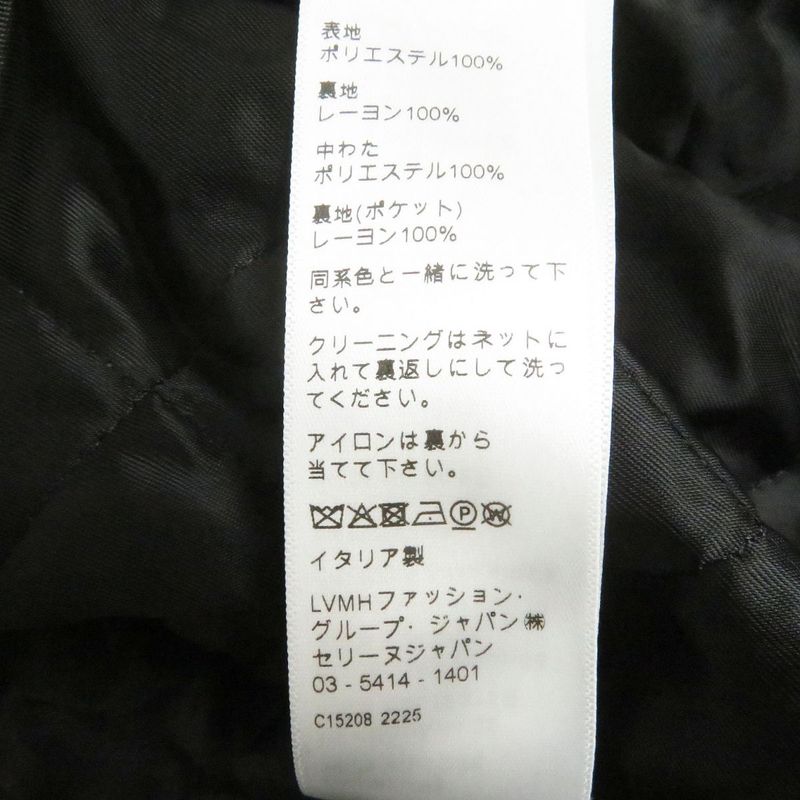 表地
ポリエステル100%
裏地
レーヨン100%
中わた
ポリエステル100%
裏地(ポケット)
レーヨン100%
同系色と一緒に洗って下
さい。
クリーニングはネットに
入れて裏返しにして洗っ
てください。
アイロンは裏から
当てて下さい。
P W
イタリア製
LVMHファッション・
グループ・ジャパン㈱
セリーヌジャパン
03 - 5414 - 1401
C15208 2225